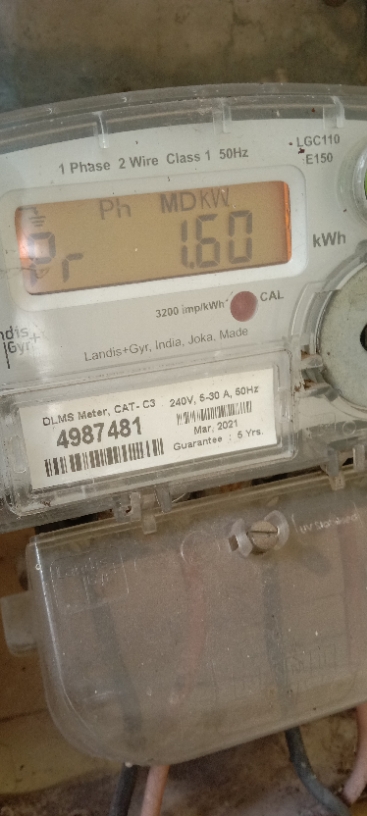 LGC110
E150
1 Phase 2 Wire Class 1 50Hz
Ph MD KW
Pr 1.60
kWh
3200 imp/kWh CAL
Landis+Gyr, India, Joka, Made
DLMS Meter, CAT- C3 240V, 5-30 A, 50Hz
4987481
Mar, 2021
Guarantee : 5 Yrs.